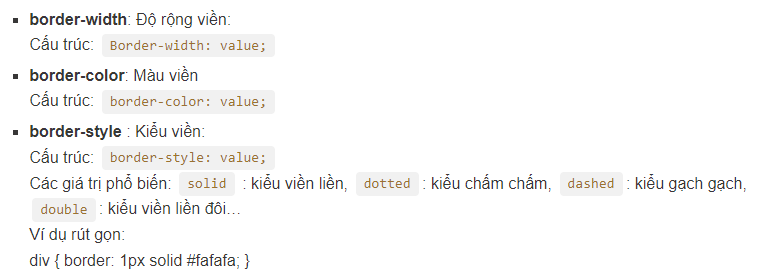 border-width: Độ rộng viền:
Cấu trúc: Border-width: value;
border-color: Màu viền
Cấu trúc: border-color: value;
border-style : Kiểu viền:
Cấu trúc: border-style: value;
Các giá trị phổ biến: solid : kiểu viền liền, dotted : kiểu chấm chấm, dashed : kiểu gạch gạch,
double : kiểu viền liền đôi…
Ví dụ rút gọn:
div { border: 1px solid #fafafa; }